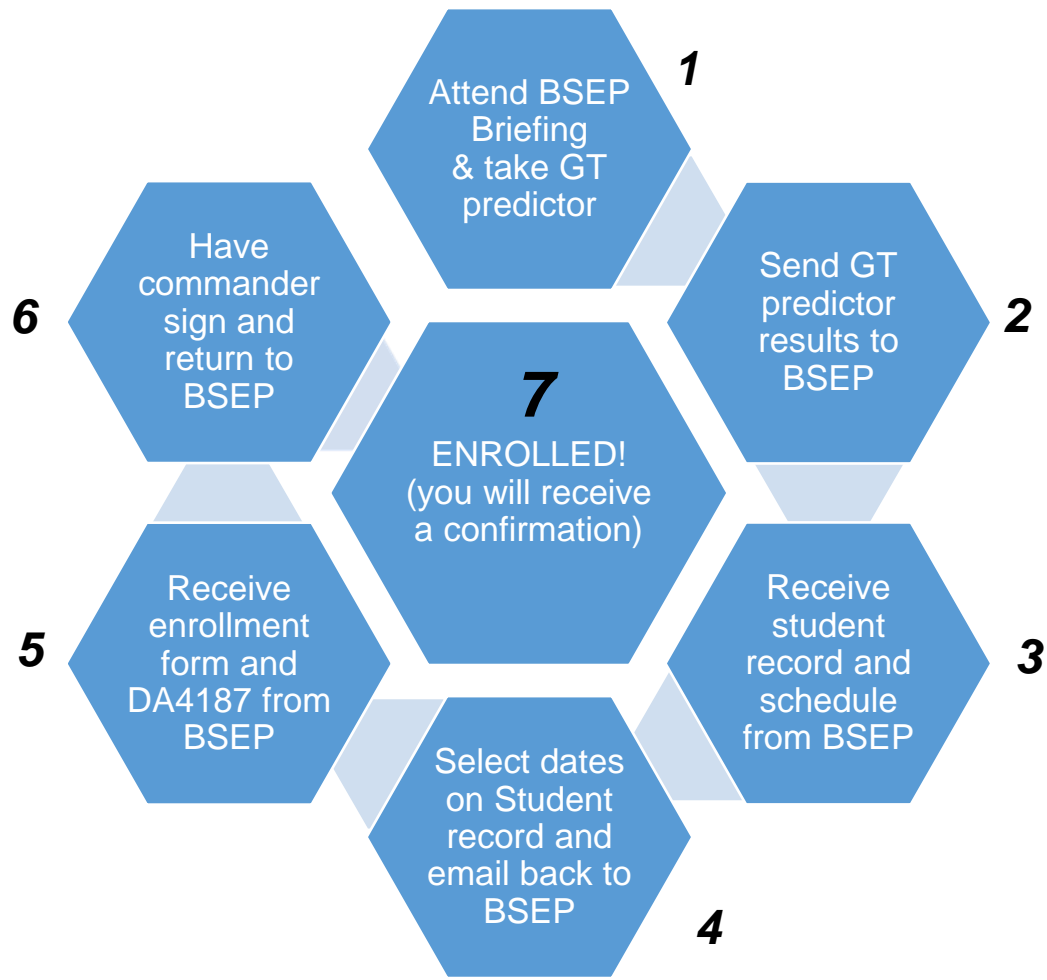 1
Attend BSEP
Briefing
& take GT
predictor
2
Send GT
predictor
results to
BSEP
3
Receive
student
record and
schedule
from BSEP
4
Select dates
on Student
record and
email back to
BSEP
5
Receive
enrollment
form and
DA4187 from
BSEP
6
Have
commander
sign and
return to
BSEP
7
ENROLLED!
(you will receive
a confirmation)